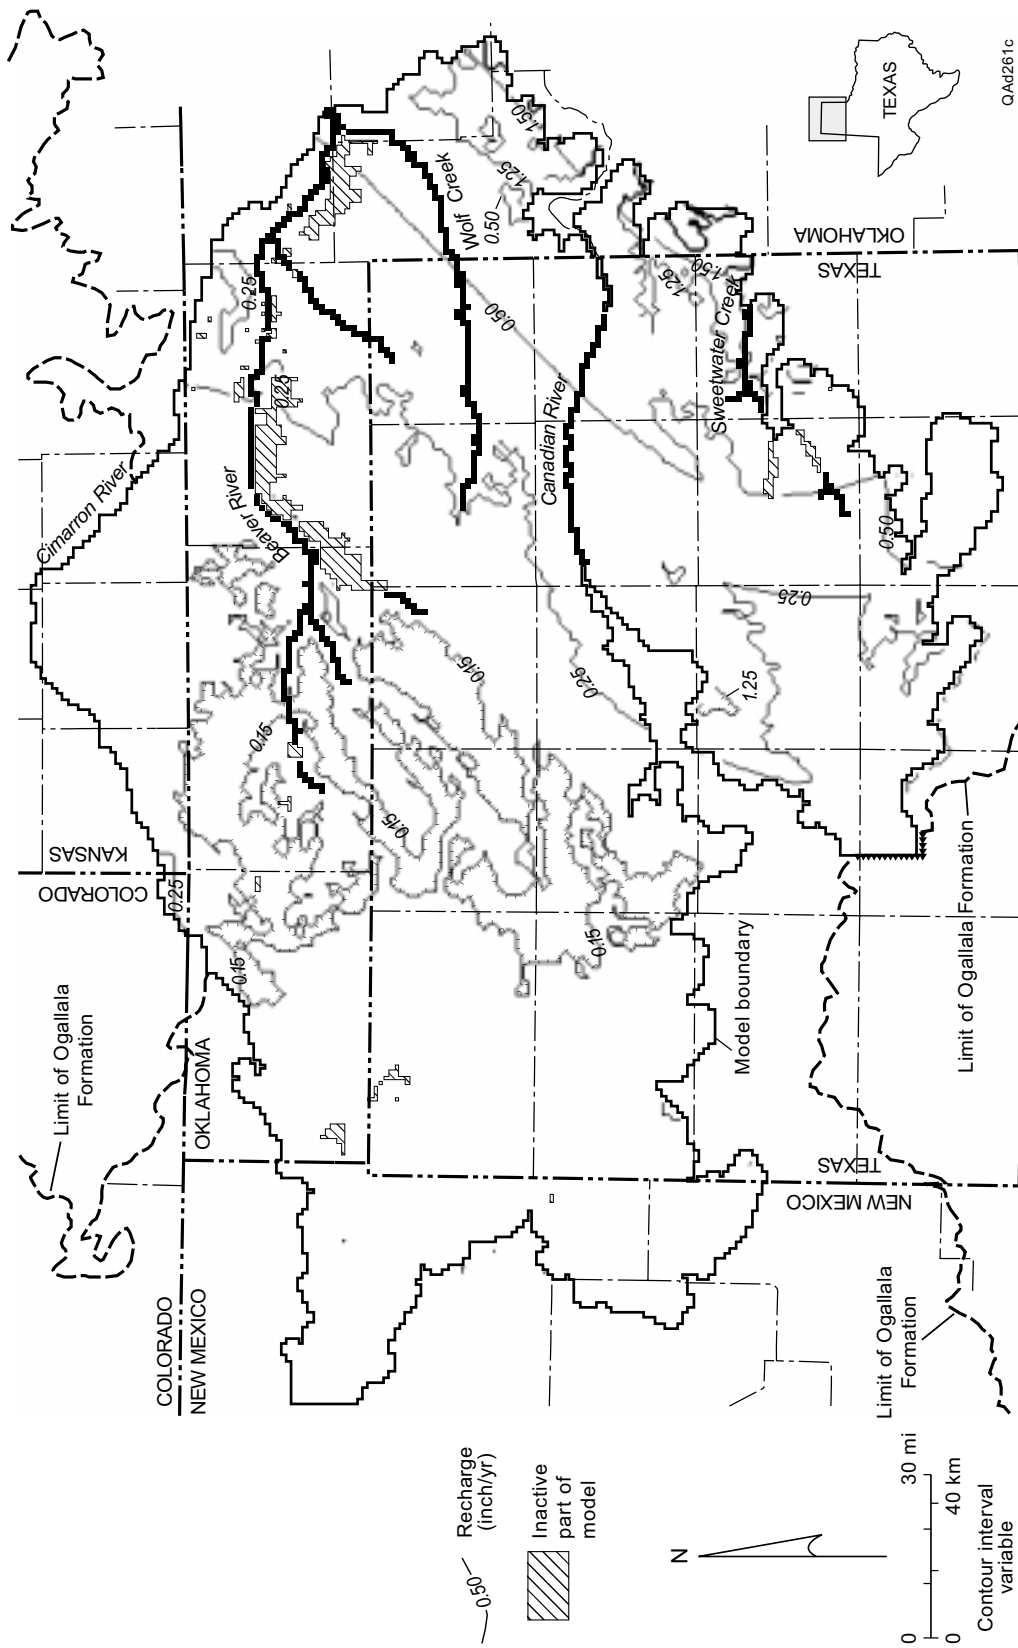 Cimarron River
Limit of Ogallala
Formation
KANSAS
COLORADO
0.25
0.15
OKLAHOMA
COLORADO
NEW MEXICO
0.15
Beaver River
0.25
0.25
0.15
0.15
Wolf Creek
0.50
1.25
1.50
0.50
Canadian River
0.25
0.15
TEXAS
QAd261c
OKLAHOMA
TEXAS
1.25
1.50
Sweetwater Creek
0.50
0.25
1.25
Model boundary
TEXAS
NEW MEXICO
Limit of Ogallala Formation
Limit of Ogallala
Formation
0.50
Recharge
(inch/yr)
Inactive
part of
model
N
0
30 mi
0
40 km
Contour interval
variable